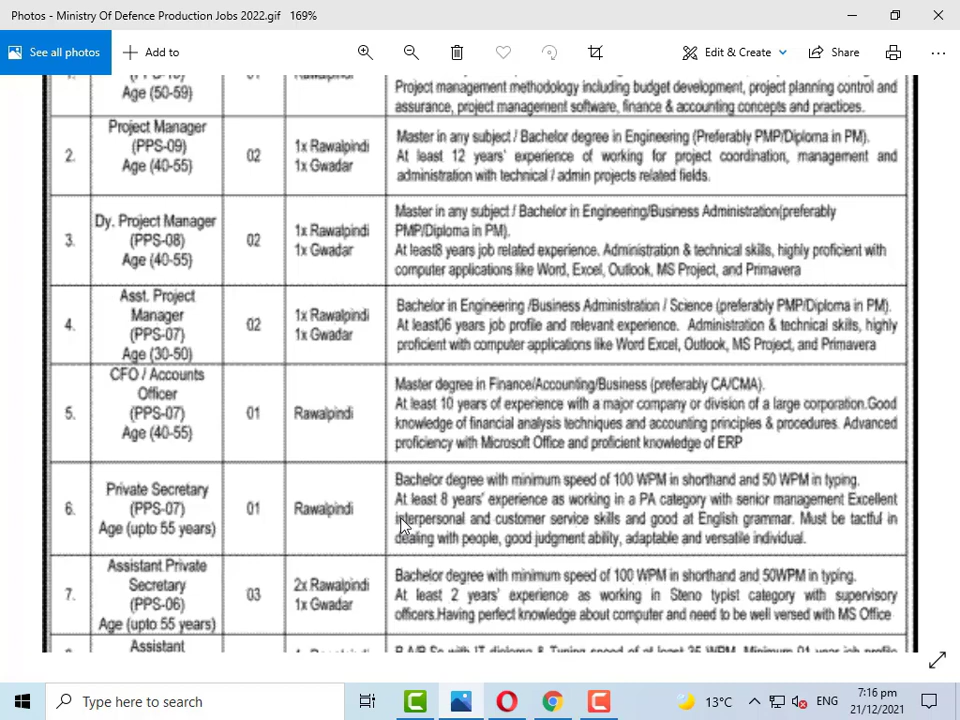 Photos - Ministry Of Defence Production Jobs 2022.gif   169%
See all photos
Add to
Edit & Create
Share
Age (50-59)
Project management methodology including budget development, project planning control and
assurance, project management software, finance & accounting concepts and practices.
2.
Project Manager
(PPS-09)
Age (40-55)
02
1x Rawalpindi
1x Gwadar
Master in any subject / Bachelor degree in Engineering (Preferably PMP/Diploma in PM).
At least 12 years' experience of working for project coordination, management and
administration with technical / admin projects related fields.
3.
Dy. Project Manager
(PPS-08)
Age (40-55)
02
1x Rawalpindi
1x Gwadar
Master in any subject / Bachelor in Engineering/Business Administration(preferably
PMP/Diploma in PM).
At least8 years job related experience. Administration & technical skills, highly proficient with
computer applications like Word, Excel, Outlook, MS Project, and Primavera
4.
Asst. Project
Manager
(PPS-07)
Age (30-50)
02
1x Rawalpindi
1x Gwadar
Bachelor in Engineering /Business Administration / Science (preferably PMP/Diploma in PM).
At least06 years job profile and relevant experience. Administration & technical skills, highly
proficient with computer applications like Word Excel, Outlook, MS Project, and Primavera
5.
CFO / Accounts
Officer
(PPS-07)
Age (40-55)
01
Rawalpindi
Master degree in Finance/Accounting/Business (preferably CA/CMA).
At least 10 years of experience with a major company or division of a large corporation.Good
knowledge of financial analysis techniques and accounting principles & procedures. Advanced
proficiency with Microsoft Office and proficient knowledge of ERP
6.
Private Secretary
(PPS-07)
Age (upto 55 years)
01
Rawalpindi
Bachelor degree with minimum speed of 100 WPM in shorthand and 50 WPM in typing.
At least 8 years' experience as working in a PA category with senior management Excellent
interpersonal and customer service skills and good at English grammar. Must be tactful in
dealing with people, good judgment ability, adaptable and versatile individual.
7.
Assistant Private
Secretary
(PPS-06)
Age (upto 55 years)
03
2x Rawalpindi
1x Gwadar
Bachelor degree with minimum speed of 100 WPM in shorthand and 50WPM in typing.
At least 2 years' experience as working in Steno typist category with supervisory
officers.Having perfect knowledge about computer and need to be well versed with MS Office
Assistant
Type here to search
13°C
ENG
7:16 pm
21/12/2021